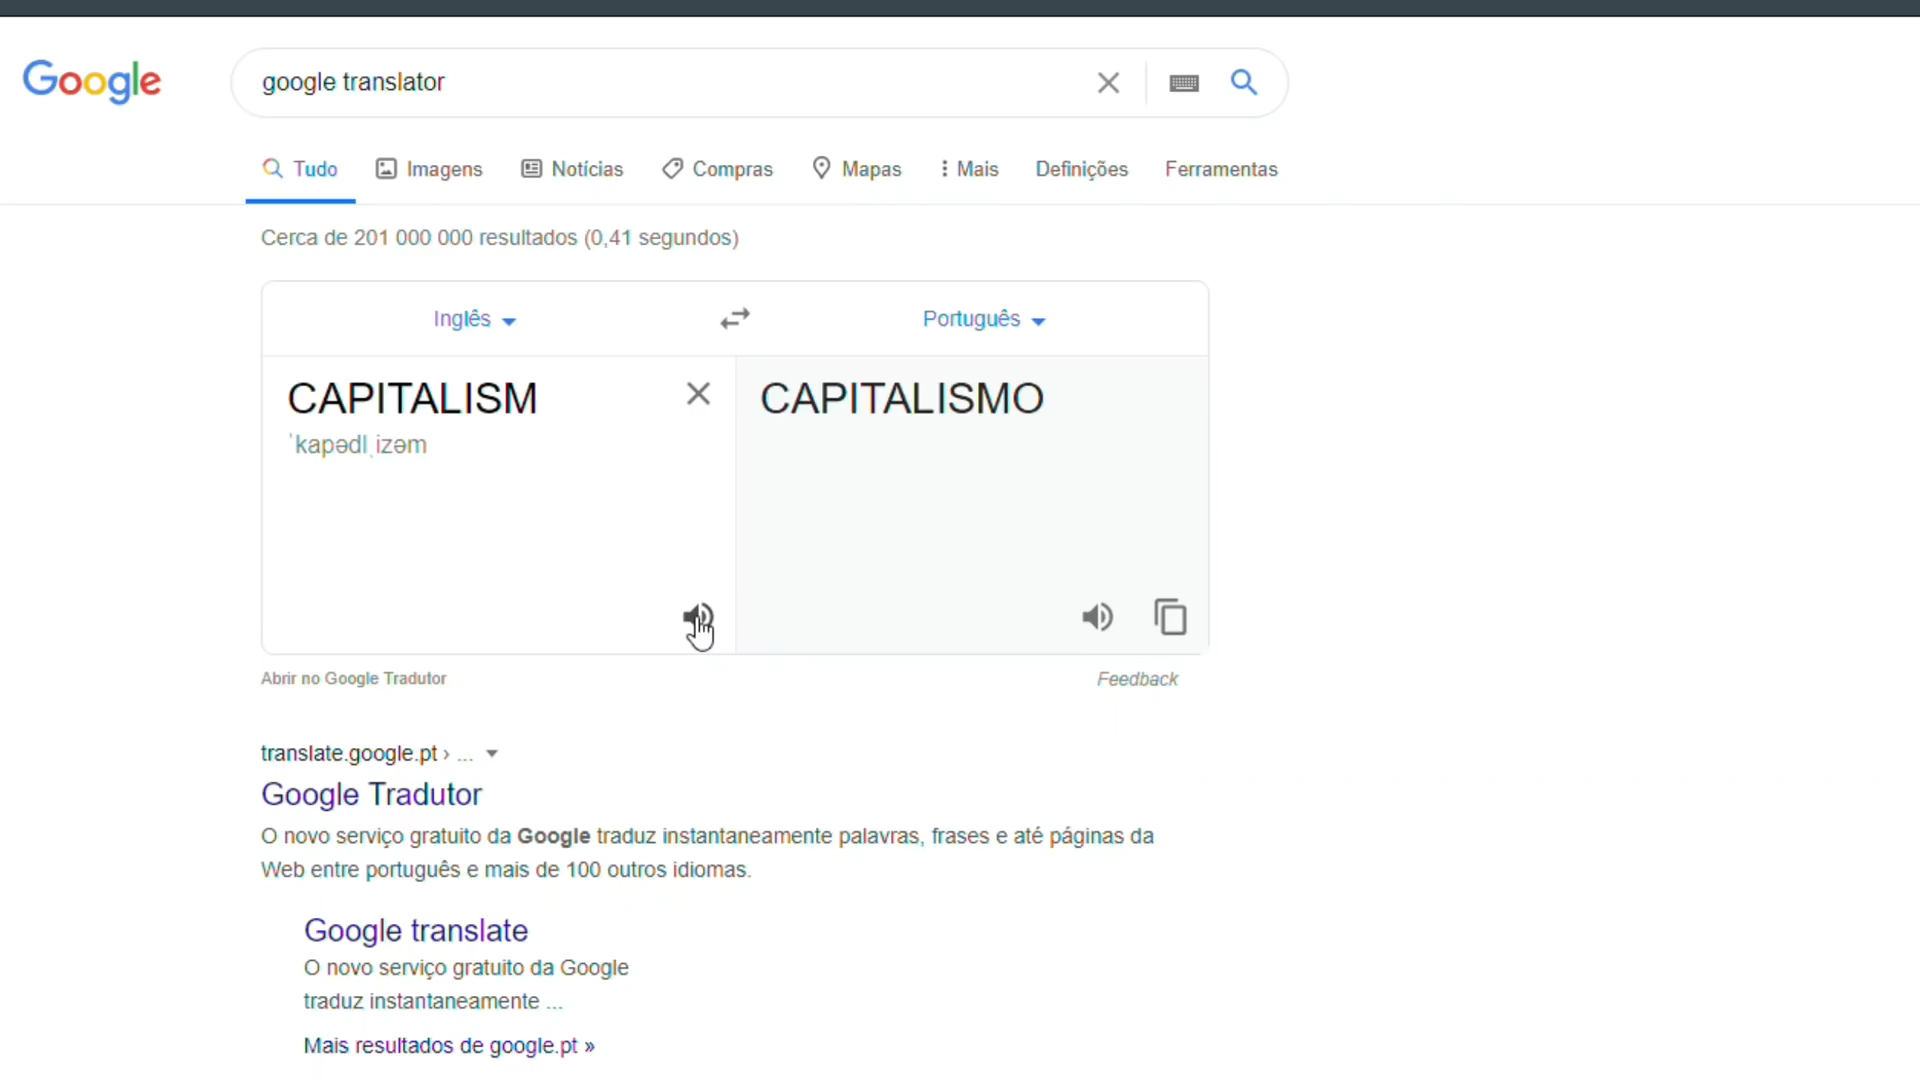 Google
google translator
Tudo Imagens Notícias Compras Mapas Mais Definições Ferramentas
Cerca de 201 000 000 resultados (0,41 segundos)
Inglês Português
CAPITALISM CAPITALISMO
ˈkapədlˌizəm
Abrir no Google Tradutor Feedback
translate.google.pt › ...
Google Tradutor
O novo serviço gratuito da Google traduz instantaneamente palavras, frases e até páginas da
Web entre português e mais de 100 outros idiomas.
Google translate
O novo serviço gratuito da Google
traduz instantaneamente ...
Mais resultados de google.pt »